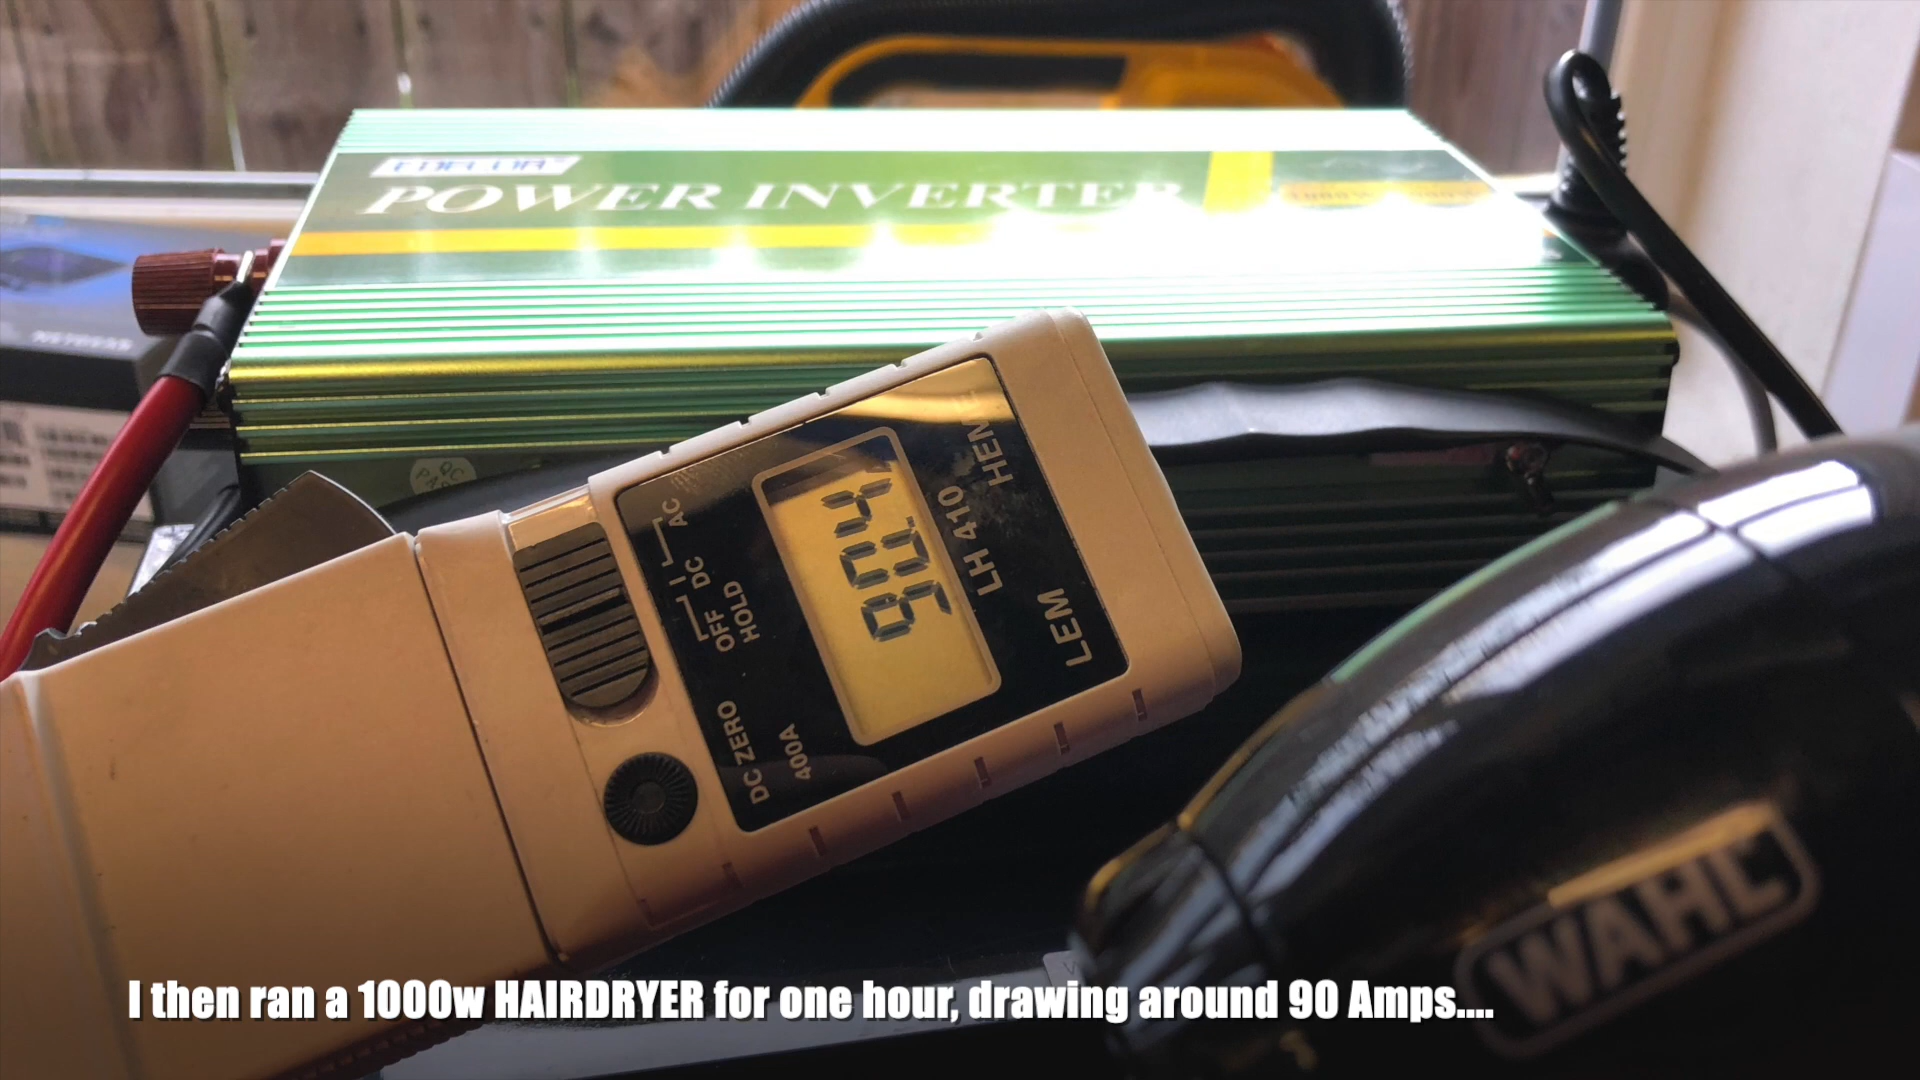 POWER INVERTER
QC
AC
DC
OFF
HOLD
DC ZERO
400A
90.4
LH 410
HEM
LEM
WAHL
I then ran a 1000w HAIRDRYER for one hour, drawing around 90 Amps....